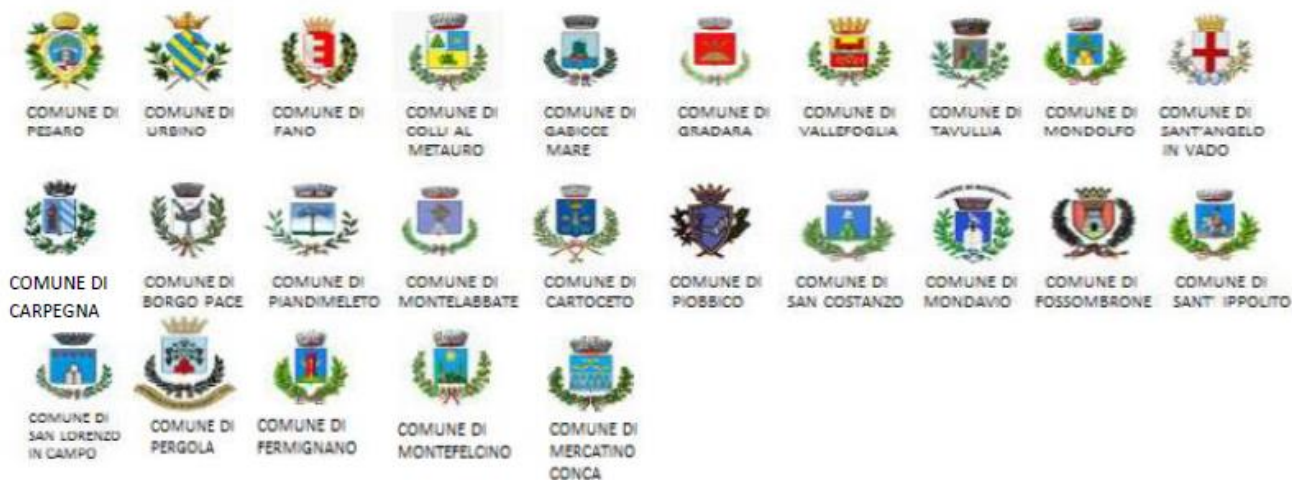 COMUNE DI
PESARO
COMUNE DI
URBINO
COMUNE DI
FANO
COMUNE DI
COLLI AL
METAURO
COMUNE DI
GABICCE
MARE
COMUNE DI
GRADARA
COMUNE DI
VALLEFOGLIA
COMUNE DI
TAVULLIA
COMUNE DI
MONDOLFO
COMUNE DI
SANT'ANGELO
IN VADO
COMUNE DI
CARPEGNA
COMUNE DI
BORGO PACE
COMUNE DI
PIANDIMELETO
COMUNE DI
MONTELABBATE
COMUNE DI
CARTOCETO
COMUNE DI
PIOBBICO
COMUNE DI
SAN COSTANZO
COMUNE DI
MONDAVIO
COMUNE DI
FOSSOMBRONE
COMUNE DI
SANT' IPPOLITO
COMUNE DI
SAN LORENZO
IN CAMPO
COMUNE DI
PERGOLA
COMUNE DI
FERMIGNANO
COMUNE DI
MONTEFELCINO
COMUNE DI
MERCATINO
CONCA